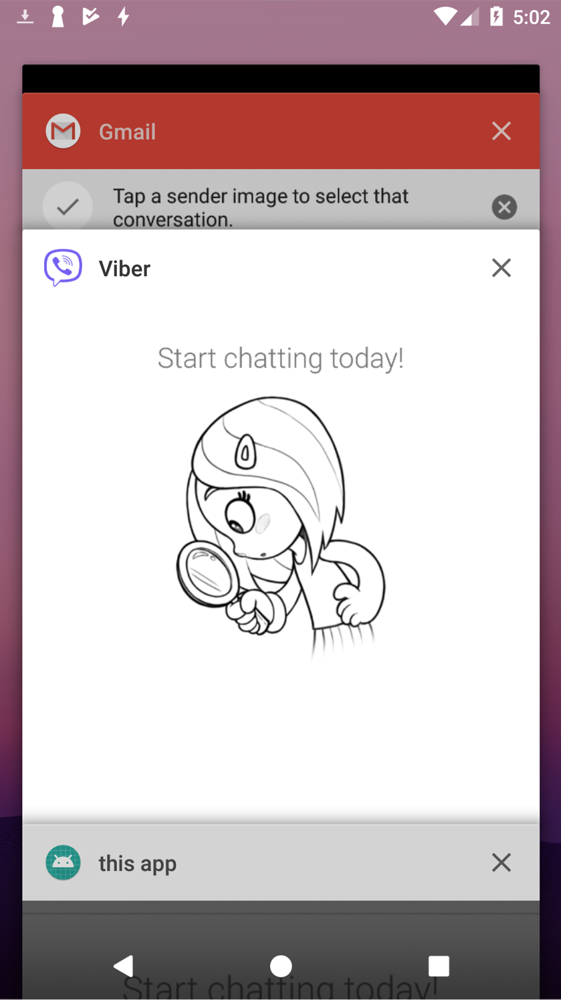 5:02
Gmail
Tap a sender image to select that
conversation.
Viber
Start chatting today!
this app
Start chatting today!